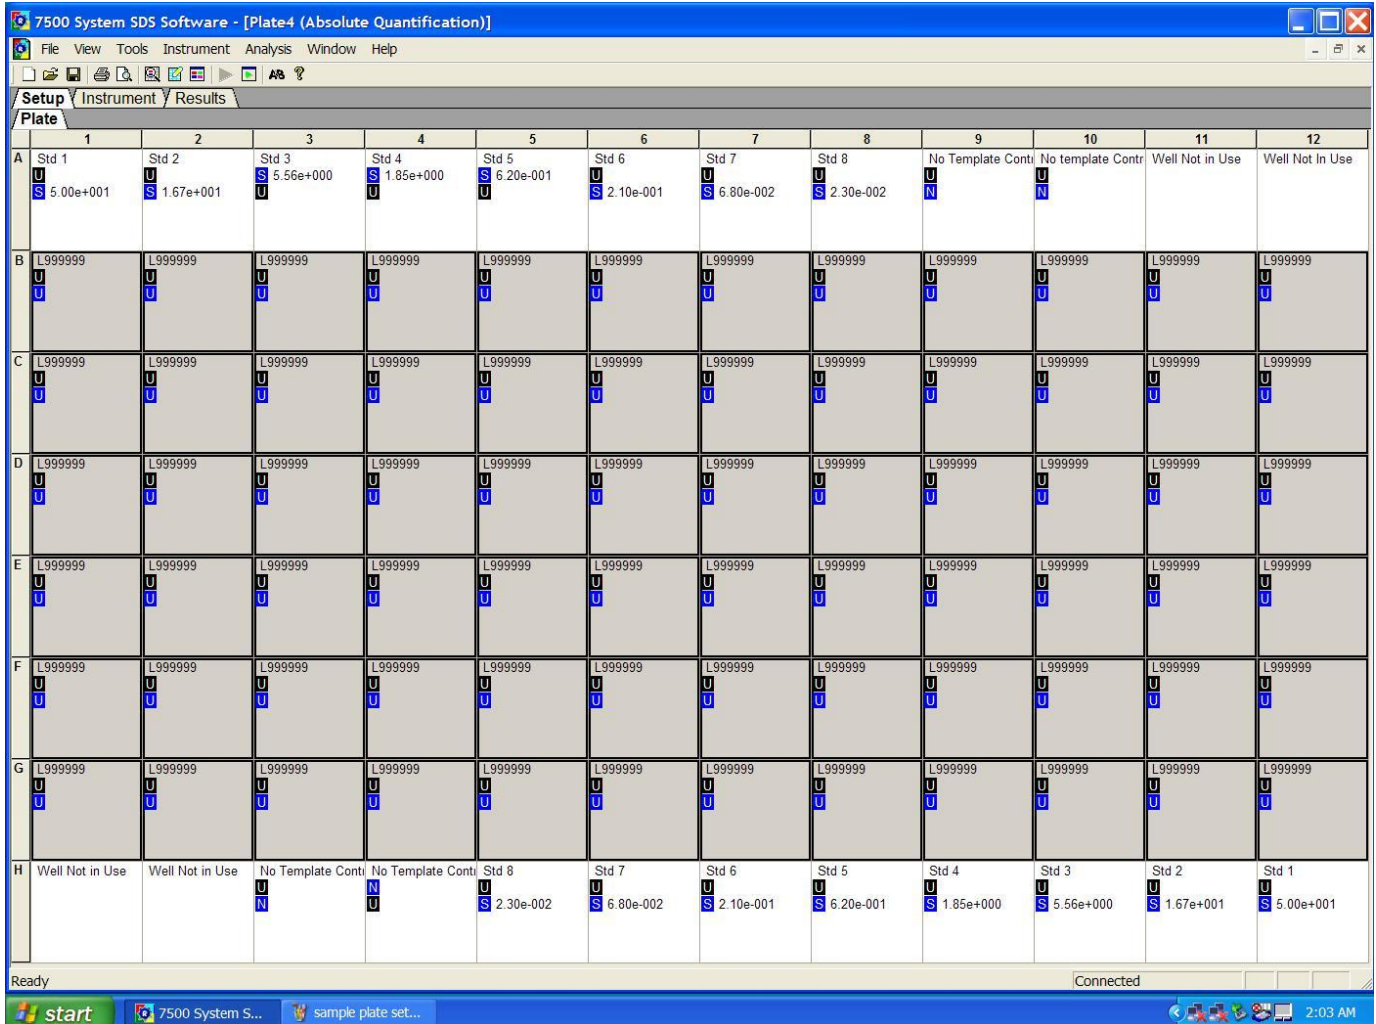 7500 System SDS Software - [Plate4 (Absolute Quantification)]
File View Tools Instrument Analysis Window Help
Setup Instrument Results
Plate
1 2 3 4 5 6 7 8 9 10 11 12
A Std 1 Std 2 Std 3 Std 4 Std 5 Std 6 Std 7 Std 8 No Template Contr No template Contr Well Not in Use Well Not In Use
U U S 5.56e+000 S 1.85e+000 S 6.20e-001 U U U U U
S 5.00e+001 S 1.67e+001 U U U S 2.10e-001 S 6.80e-002 S 2.30e-002 N N
B L999999 L999999 L999999 L999999 L999999 L999999 L999999 L999999 L999999 L999999 L999999 L999999
U U U U U U U U U U U U
U U U U U U U U U U U U
C L999999 L999999 L999999 L999999 L999999 L999999 L999999 L999999 L999999 L999999 L999999 L999999
U U U U U U U U U U U U
U U U U U U U U U U U U
D L999999 L999999 L999999 L999999 L999999 L999999 L999999 L999999 L999999 L999999 L999999 L999999
U U U U U U U U U U U U
U U U U U U U U U U U U
E L999999 L999999 L999999 L999999 L999999 L999999 L999999 L999999 L999999 L999999 L999999 L999999
U U U U U U U U U U U U
U U U U U U U U U U U U
F L999999 L999999 L999999 L999999 L999999 L999999 L999999 L999999 L999999 L999999 L999999 L999999
U U U U U U U U U U U U
U U U U U U U U U U U U
G L999999 L999999 L999999 L999999 L999999 L999999 L999999 L999999 L999999 L999999 L999999 L999999
U U U U U U U U U U U U
U U U U U U U U U U U U
H Well Not in Use Well Not in Use No Template Contr No Template Contr Std 8 Std 7 Std 6 Std 5 Std 4 Std 3 Std 2 Std 1
U N U U U U U U U U
N U S 2.30e-002 S 6.80e-002 S 2.10e-001 S 6.20e-001 S 1.85e+000 S 5.56e+000 S 1.67e+001 S 5.00e+001
Ready Connected
start 7500 System S... sample plate set... 2:03 AM